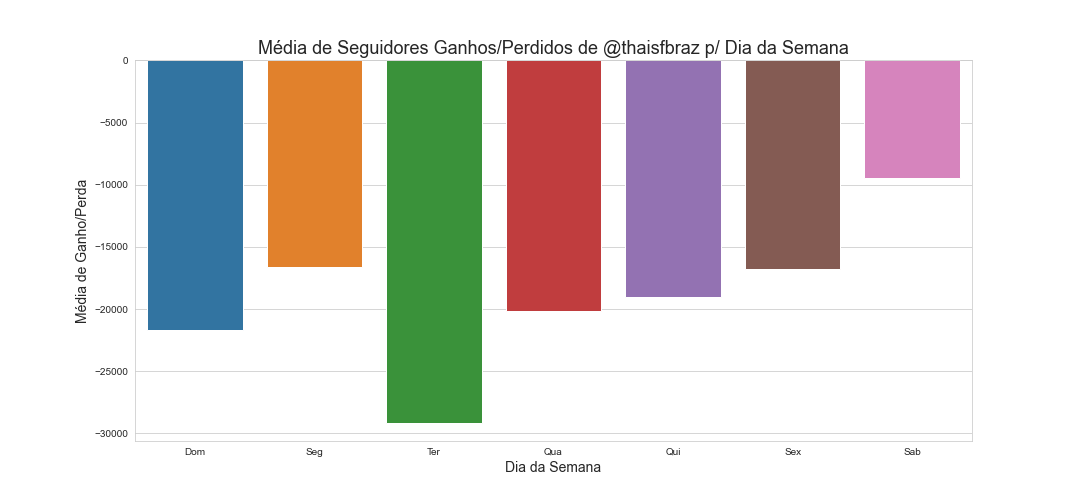 Média de Seguidores Ganhos/Perdidos de @thaisfbraz p/ Dia da Semana
Média de Ganho/Perda
0
−5000
−10000
−15000
−20000
−25000
−30000
Dom Seg Ter Qua Qui Sex Sab
Dia da Semana